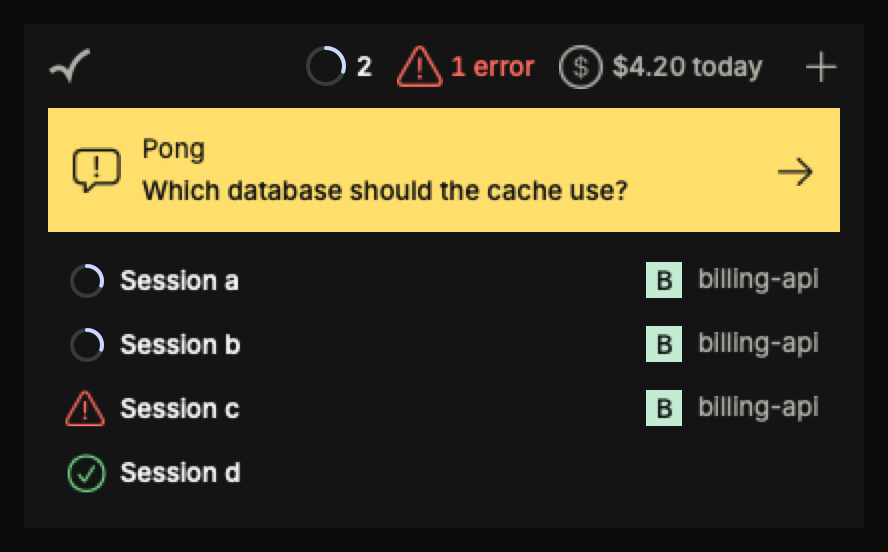 2 1 error $4.20 today
Pong
Which database should the cache use?
Session a B billing-api
Session b B billing-api
Session c B billing-api
Session d